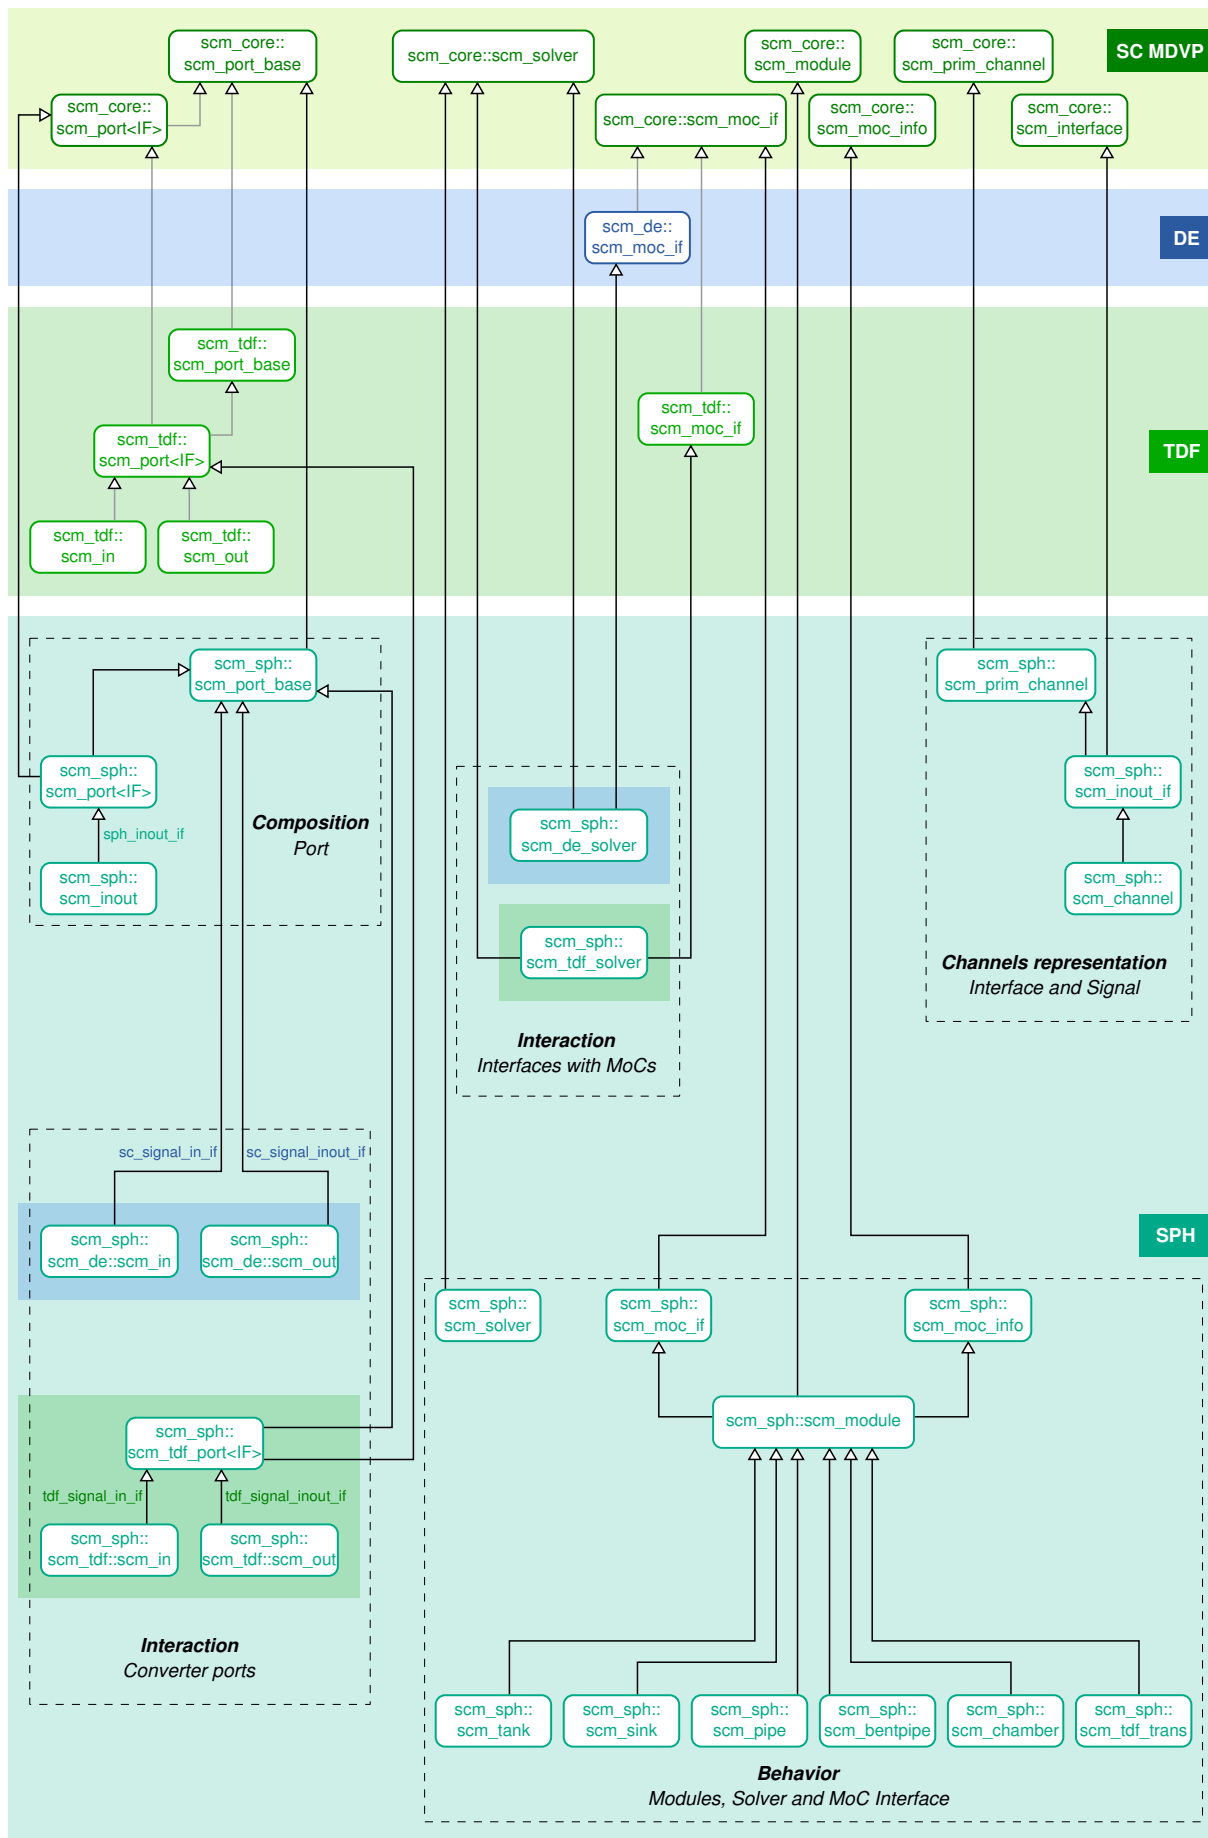 scm_core::
scm_port_base
scm_core::scm_solver
scm_core::
scm_module
scm_core::
scm_prim_channel
SC MDVP
scm_core::
scm_port<IF>
scm_core::scm_moc_if
scm_core::
scm_moc_info
scm_core::
scm_interface
scm_de::
scm_moc_if
DE
scm_tdf::
scm_port_base
scm_tdf::
scm_moc_if
scm_tdf::
scm_port<IF>
TDF
scm_tdf::
scm_in
scm_tdf::
scm_out
scm_sph::
scm_port_base
scm_sph::
scm_prim_channel
scm_sph::
scm_port<IF>
scm_sph::
scm_inout_if
sph_inout_if
Composition
Port
scm_sph::
scm_de_solver
scm_sph::
scm_inout
scm_sph::
scm_channel
scm_sph::
scm_tdf_solver
Channels representation
Interface and Signal
Interaction
Interfaces with MoCs
sc_signal_in_if
sc_signal_inout_if
scm_sph::
scm_de::scm_in
scm_sph::
scm_de::scm_out
SPH
scm_sph::
scm_solver
scm_sph::
scm_moc_if
scm_sph::
scm_moc_info
scm_sph::scm_module
scm_sph::
scm_tdf_port<IF>
tdf_signal_in_if
tdf_signal_inout_if
scm_sph::
scm_tdf::scm_in
scm_sph::
scm_tdf::scm_out
Interaction
Converter ports
scm_sph::
scm_tank
scm_sph::
scm_sink
scm_sph::
scm_pipe
scm_sph::
scm_bentpipe
scm_sph::
scm_chamber
scm_sph::
scm_tdf_trans
Behavior
Modules, Solver and MoC Interface